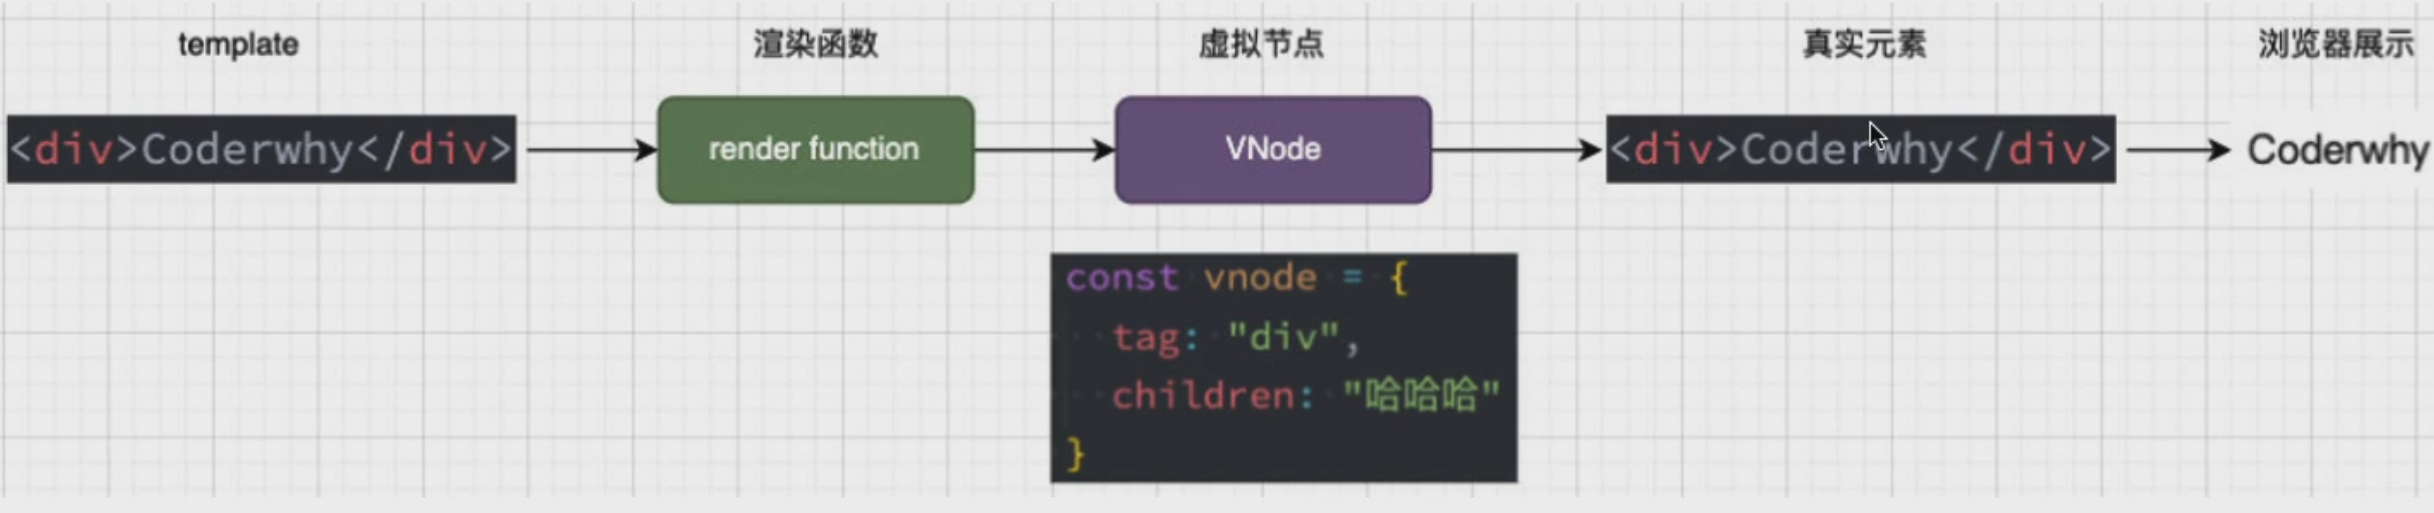 template
渲染函数
虚拟节点
真实元素
浏览器展示
<div>Coderwhy</div>
render function
VNode
<div>Coderwhy</div>
Coderwhy
const vnode = {
tag: "div",
children: "哈哈哈"
}